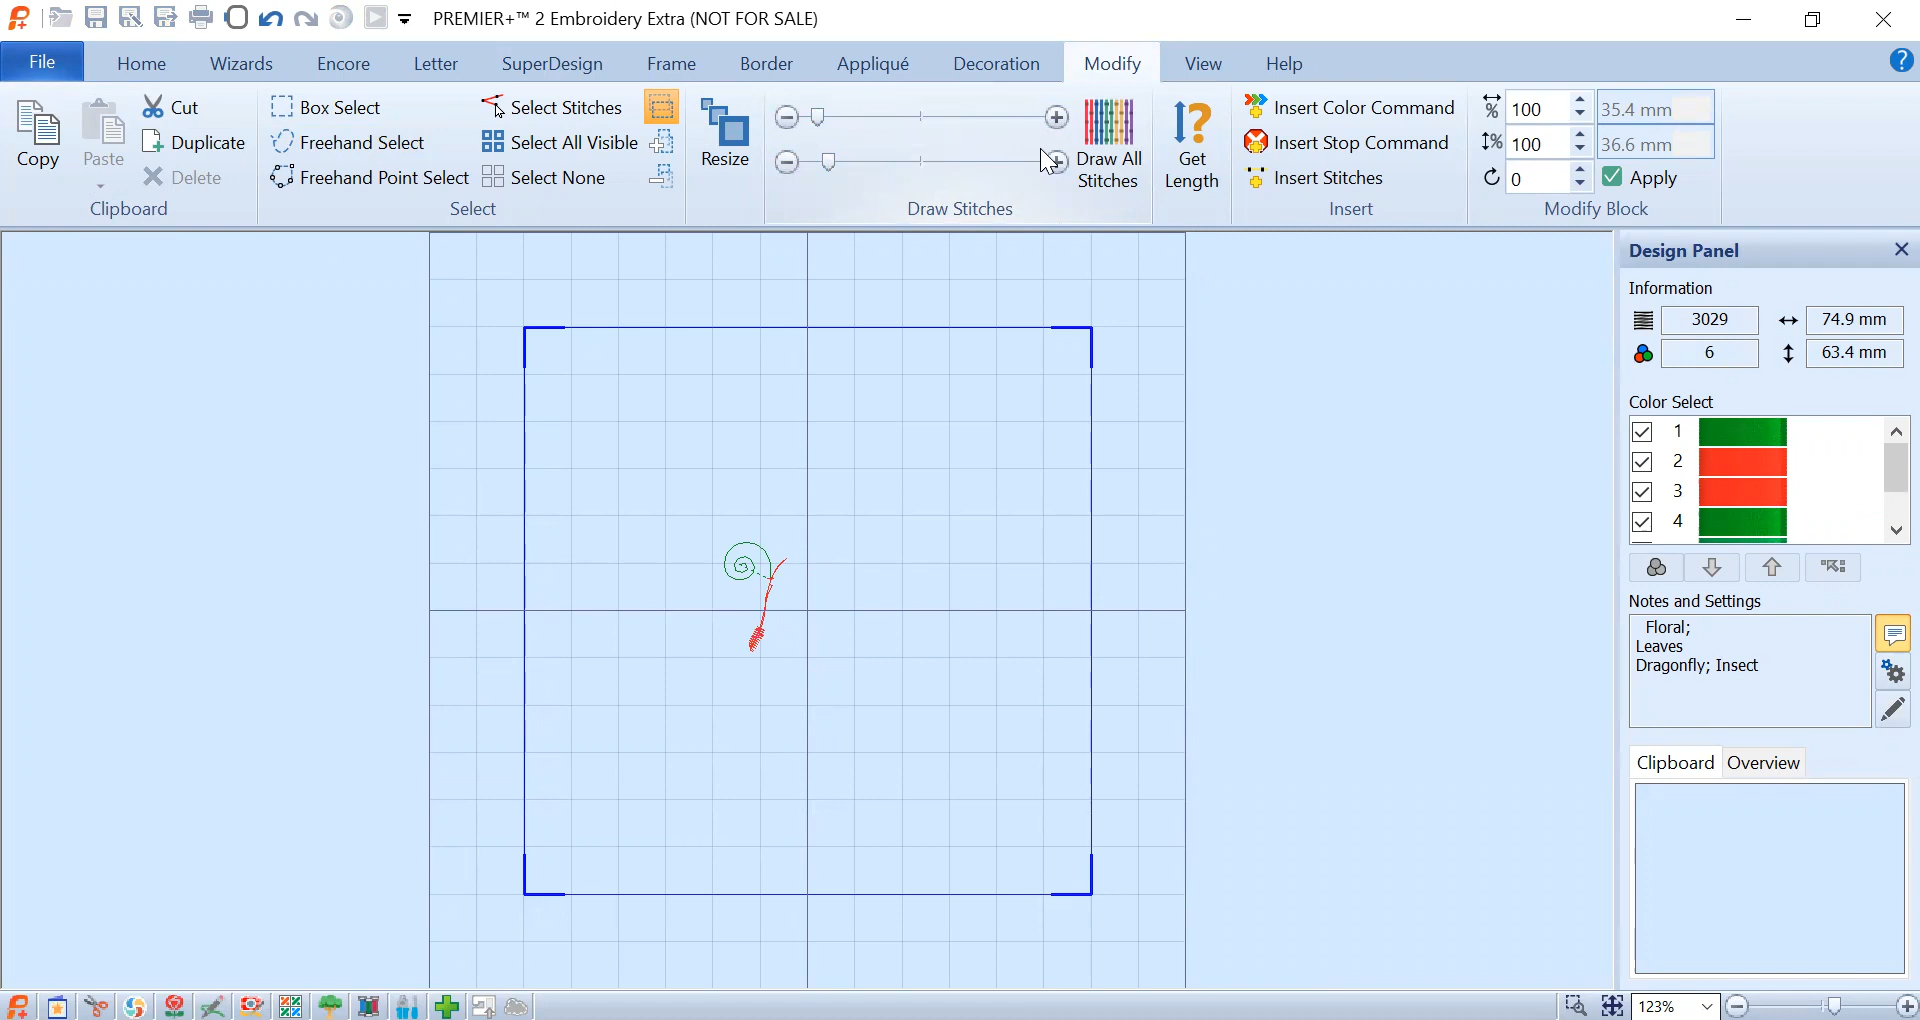 PREMIER+™ 2 Embroidery Extra (NOT FOR SALE)
File Home Wizards Encore Letter SuperDesign Frame Border Appliqué Decoration Modify View Help
Copy
Paste
Cut
Duplicate
Delete
Clipboard
Box Select
Freehand Select
Freehand Point Select
Select Stitches
Select All Visible
Select None
Select
Resize
Draw All
Stitches
Draw Stitches
Get
Length
Insert Color Command
Insert Stop Command
Insert Stitches
Insert
% 100 35.4 mm
% 100 36.6 mm
0 Apply
Modify Block
Design Panel
Information
3029 74.9 mm
6 63.4 mm
Color Select
1
2
3
4
Notes and Settings
Floral;
Leaves
Dragonfly; Insect
Clipboard Overview
123%